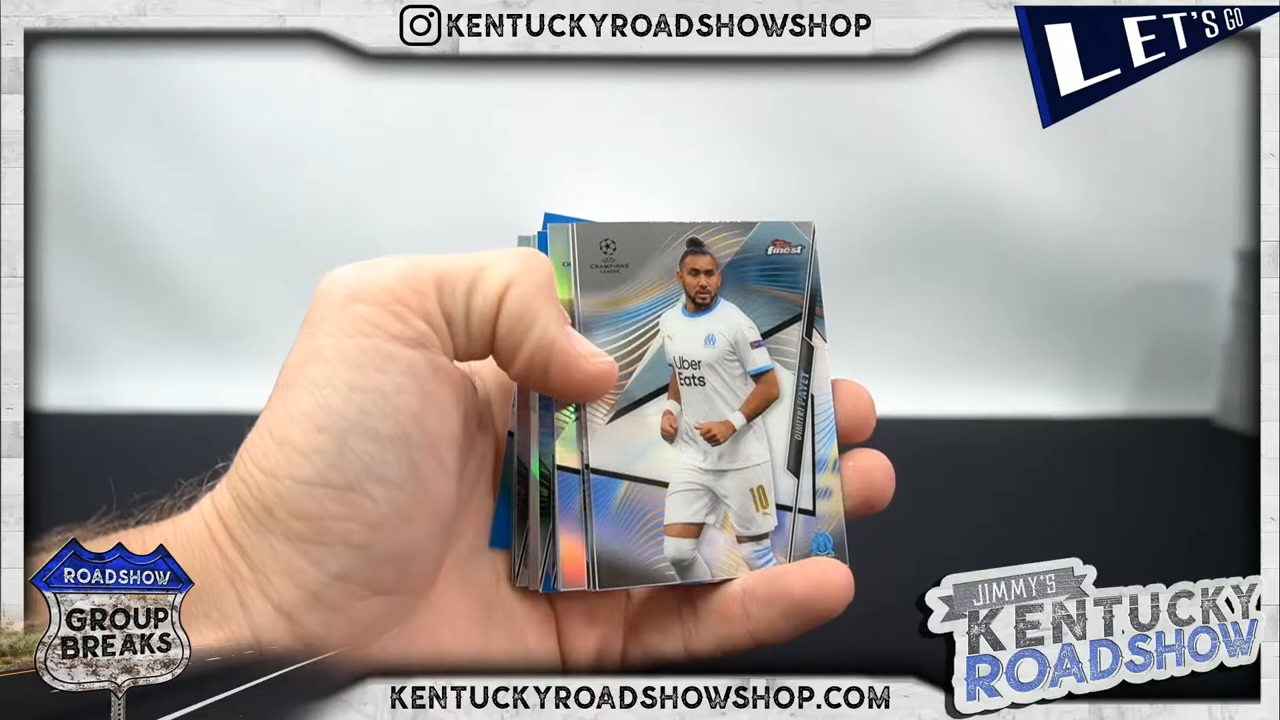 KENTUCKYROADSHOWSHOP
LET'S GO
CHAMPIONS
LEAGUE
Topps
finest
Uber
Eats
DIMITRI PAYET
10
ROADSHOW
GROUP
BREAKS
JIMMY'S
KENTUCKY
ROADSHOW
KENTUCKYROADSHOWSHOP.COM